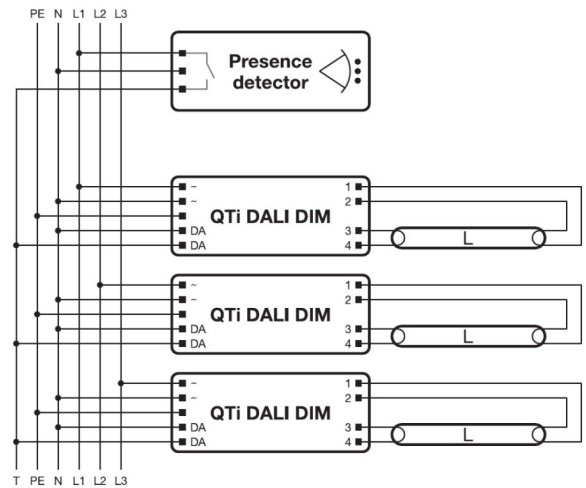 PE N L1 L2 L3
Presence
detector
~ 1
~ 2
QTi DALI DIM
DA 3
DA 4
L
~ 1
~ 2
QTi DALI DIM
DA 3
DA 4
L
~ 1
~ 2
QTi DALI DIM
DA 3
DA 4
L
T PE N L1 L2 L3